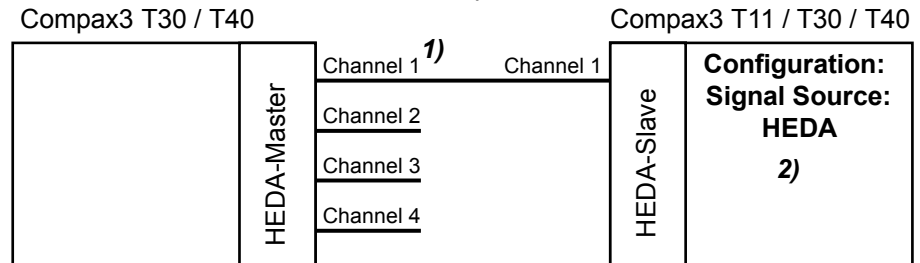 Compax3 T30 / T40
Compax3 T11 / T30 / T40
HEDA-Master
Channel 1
1)
Channel 1
Channel 2
Channel 3
Channel 4
HEDA-Slave
Configuration:
Signal Source:
HEDA
2)